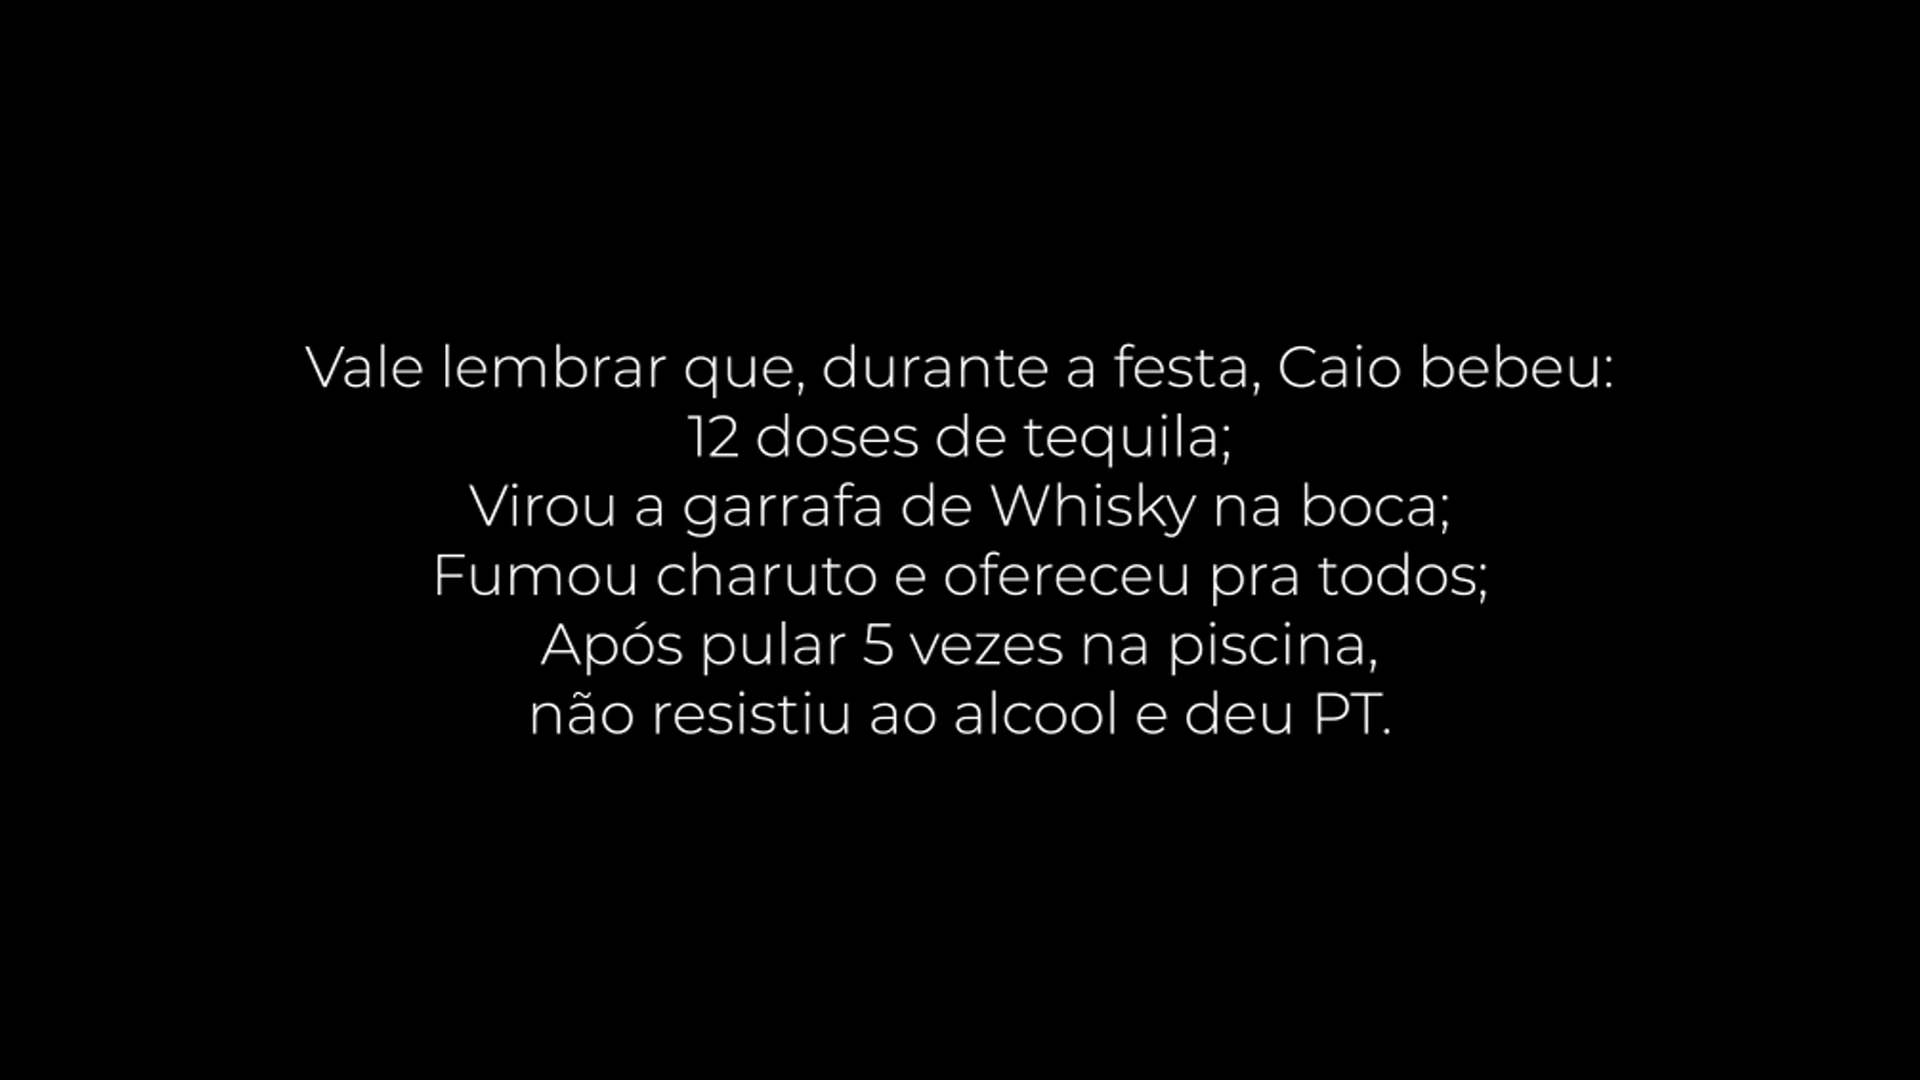 Vale lembrar que, durante a festa, Caio bebeu:
12 doses de tequila;
Virou a garrafa de Whisky na boca;
Fumou charuto e ofereceu pra todos;
Após pular 5 vezes na piscina,
não resistiu ao alcool e deu PT.